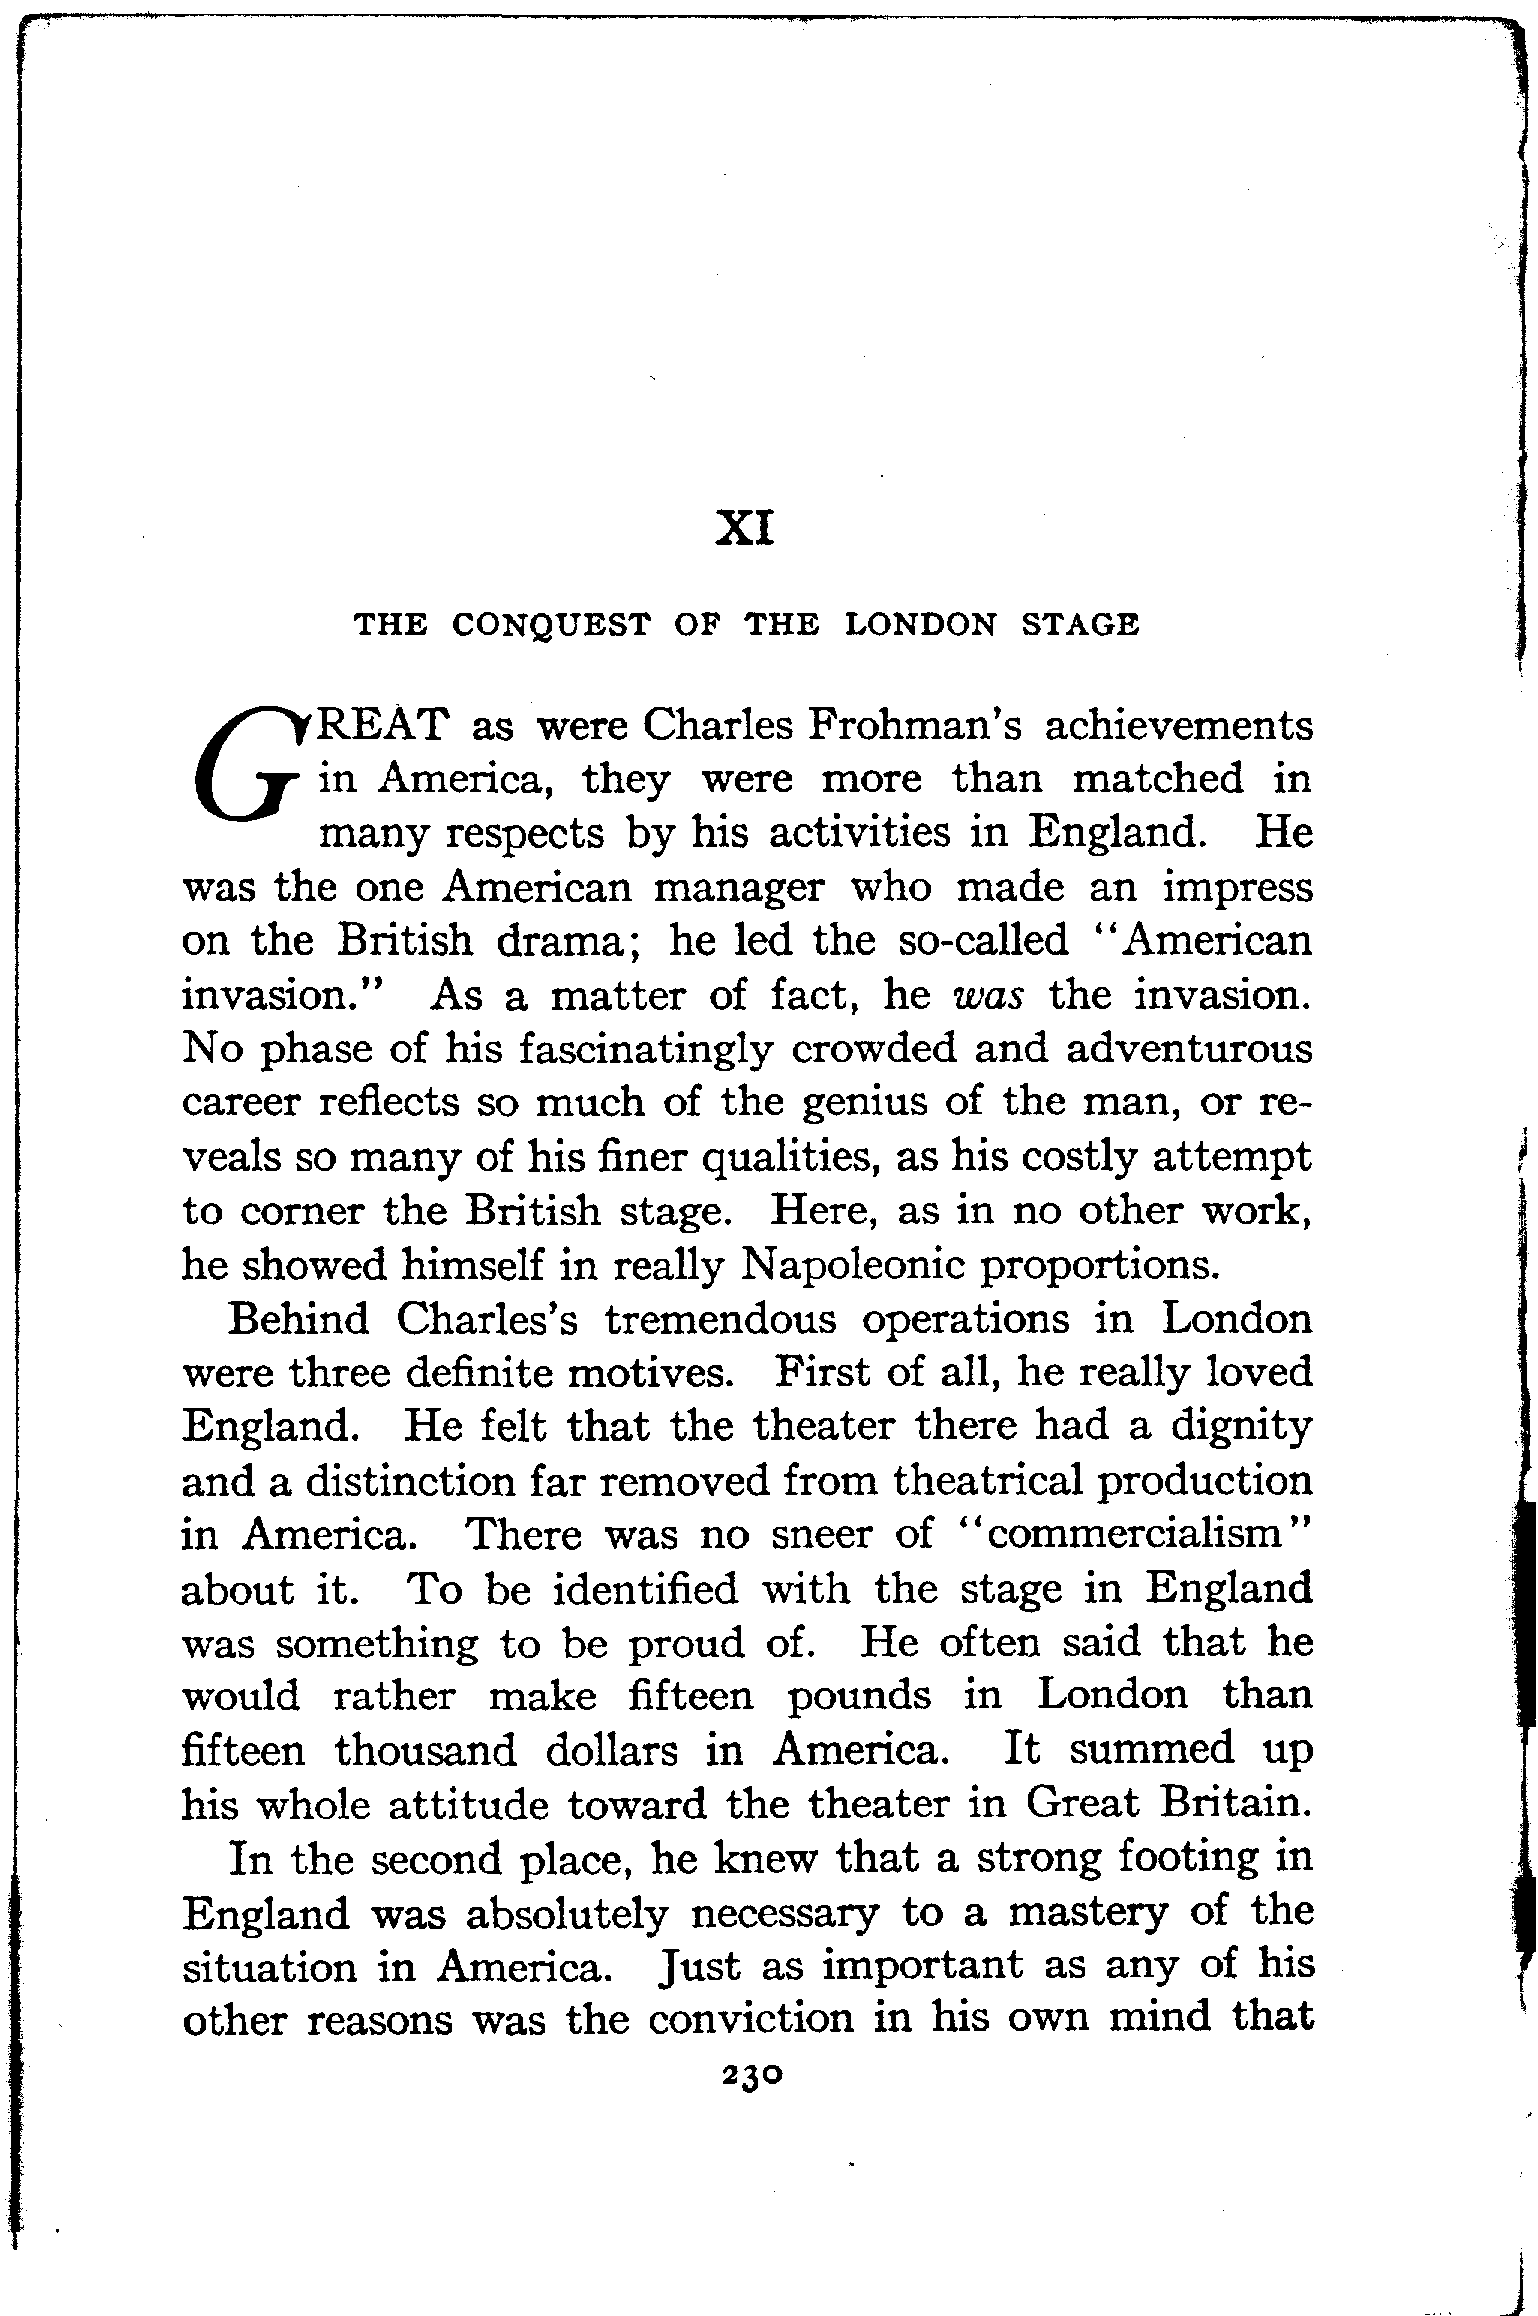 XI
THE CONQUEST OF THE LONDON STAGE
GREAT as were Charles Frohman's achievements
in America, they were more than matched in
many respects by his activities in England. He
was the one American manager who made an impress
on the British drama; he led the so-called "American
invasion." As a matter of fact, he was the invasion.
No phase of his fascinatingly crowded and adventurous
career reflects so much of the genius of the man, or re-
veals so many of his finer qualities, as his costly attempt
to corner the British stage. Here, as in no other work,
he showed himself in really Napoleonic proportions.
Behind Charles's tremendous operations in London
were three definite motives. First of all, he really loved
England. He felt that the theater there had a dignity
and a distinction far removed from theatrical production
in America. There was no sneer of "commercialism"
about it. To be identified with the stage in England
was something to be proud of. He often said that he
would rather make fifteen pounds in London than
fifteen thousand dollars in America. It summed up
his whole attitude toward the theater in Great Britain.
In the second place, he knew that a strong footing in
England was absolutely necessary to a mastery of the
situation in America. Just as important as any of his
other reasons was the conviction in his own mind that
230